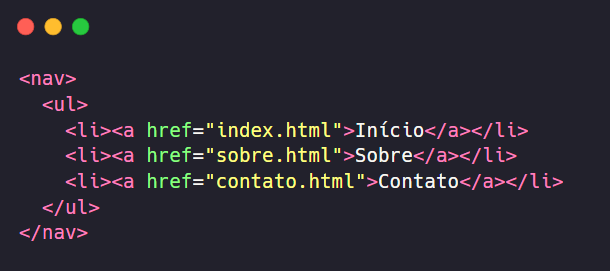 <nav>
  <ul>
    <li><a href="index.html">Início</a></li>
    <li><a href="sobre.html">Sobre</a></li>
    <li><a href="contato.html">Contato</a></li>
  </ul>
</nav>